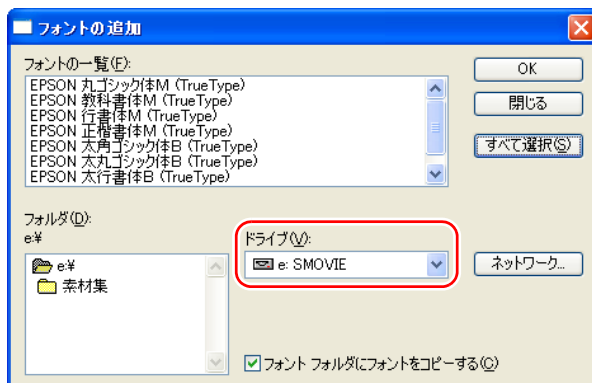 フォントの追加
フォントの一覧(F):
EPSON 丸ゴシック体M (TrueType)
EPSON 教科書体M (TrueType)
EPSON 行書体M (TrueType)
EPSON 正楷書体M (TrueType)
EPSON 太角ゴシック体B (TrueType)
EPSON 太丸ゴシック体B (TrueType)
EPSON 太行書体B (TrueType)
OK
閉じる
すべて選択(S)
フォルダ(D):
e:¥
e:¥
素材集
ドライブ(V):
e: SMOVIE
ネットワーク...
フォント フォルダにフォントをコピーする(C)